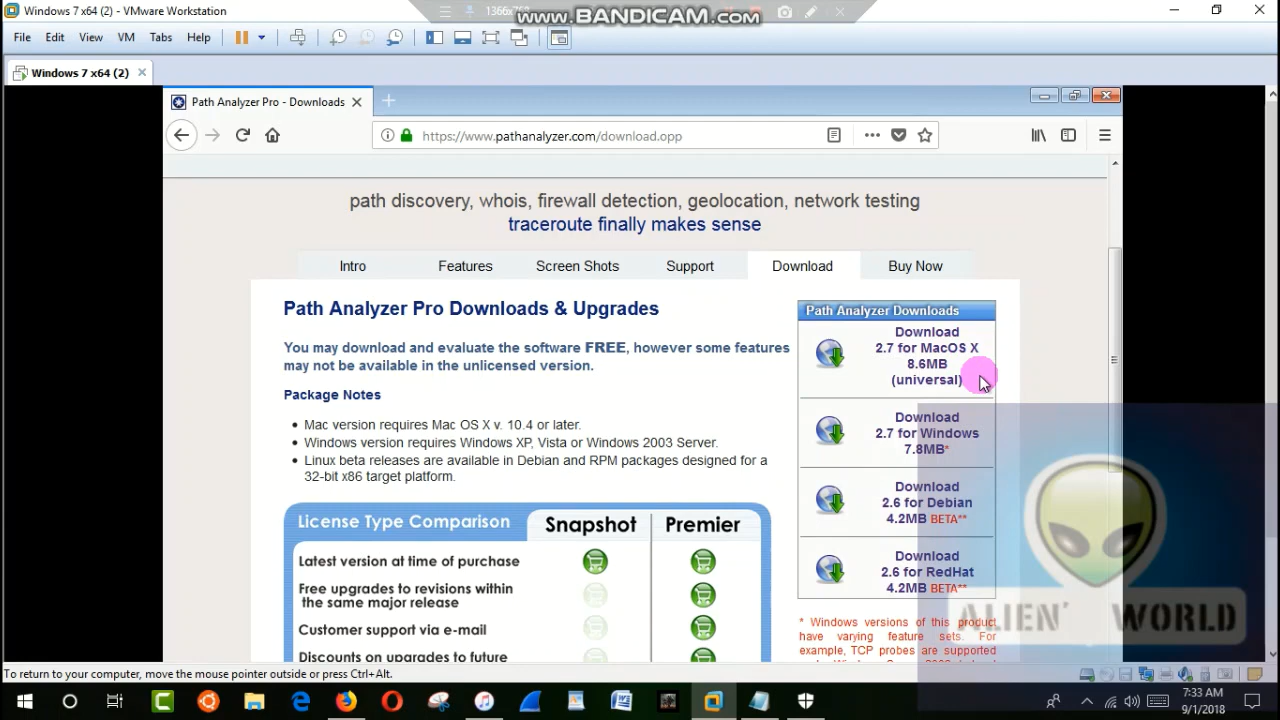 Windows 7 x64 (2) - VMware Workstation
1366x768
www.BANDICAM.com
File Edit View VM Tabs Help
Windows 7 x64 (2)
Path Analyzer Pro - Downloads
https://www.pathanalyzer.com/download.opp
path discovery, whois, firewall detection, geolocation, network testing
traceroute finally makes sense
Intro Features Screen Shots Support Download Buy Now
Path Analyzer Pro Downloads & Upgrades
You may download and evaluate the software FREE, however some features
may not be available in the unlicensed version.
Package Notes
Mac version requires Mac OS X v. 10.4 or later.
Windows version requires Windows XP, Vista or Windows 2003 Server.
Linux beta releases are available in Debian and RPM packages designed for a
32-bit x86 target platform.
License Type Comparison Snapshot Premier
Latest version at time of purchase
Free upgrades to revisions within
the same major release
Customer support via e-mail
Discounts on upgrades to future
Path Analyzer Downloads
Download
2.7 for MacOS X
8.6MB
(universal)
Download
2.7 for Windows
7.8MB*
Download
2.6 for Debian
4.2MB BETA**
Download
2.6 for RedHat
4.2MB BETA**
* Windows versions of this product
have varying feature sets. For
example, TCP probes are supported
ALIEN' WORLD
To return to your computer, move the mouse pointer outside or press Ctrl+Alt.
7:33 AM
9/1/2018